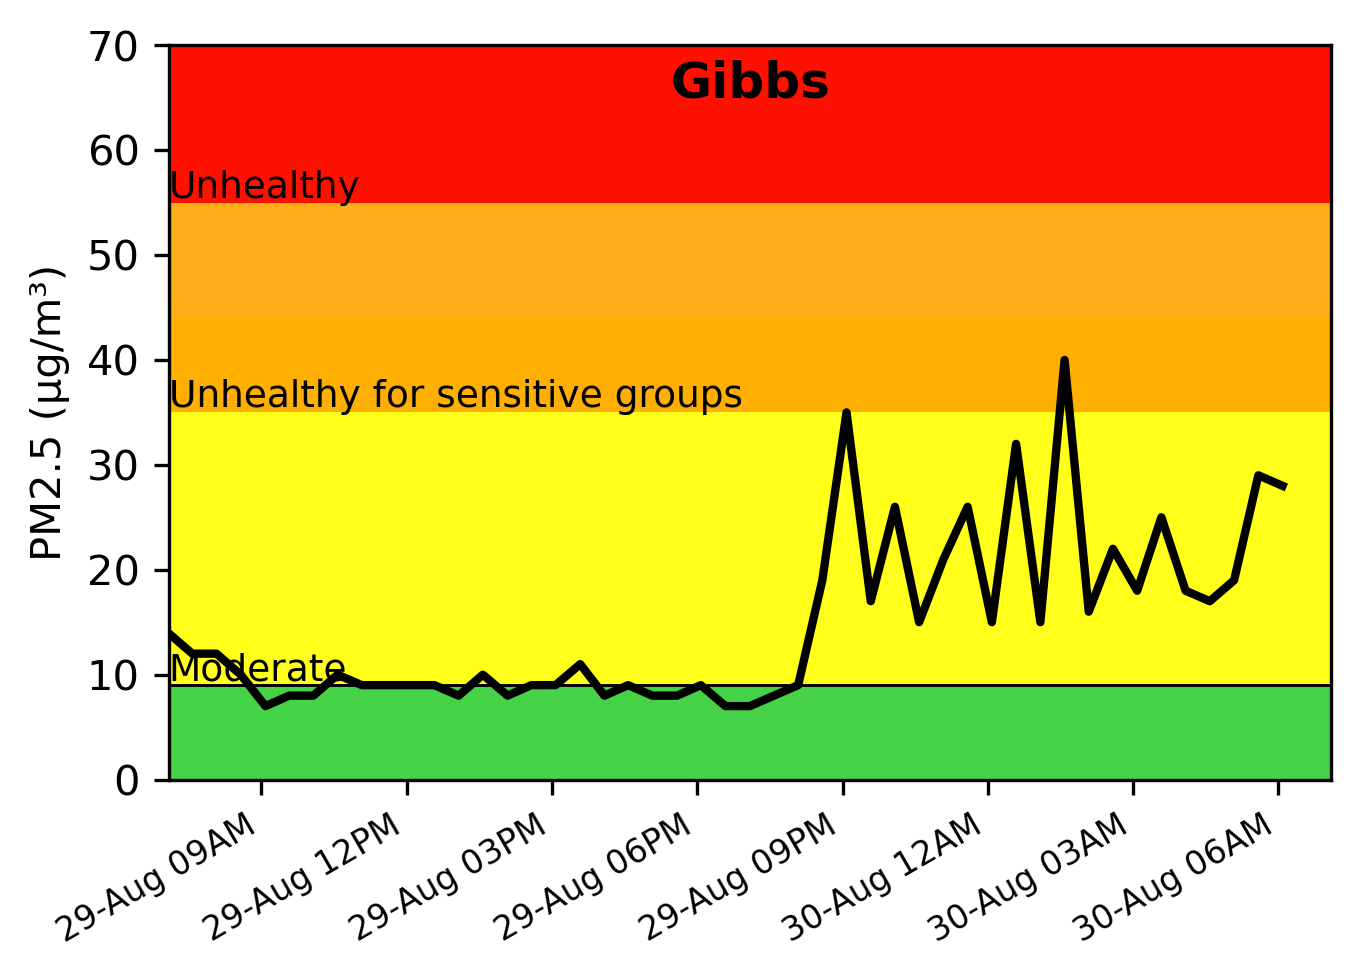 Gibbs
PM2.5 (µg/m³)
70
60
50
40
30
20
10
0
Unhealthy
Unhealthy for sensitive groups
Moderate
29-Aug 09AM
29-Aug 12PM
29-Aug 03PM
29-Aug 06PM
29-Aug 09PM
30-Aug 12AM
30-Aug 03AM
30-Aug 06AM